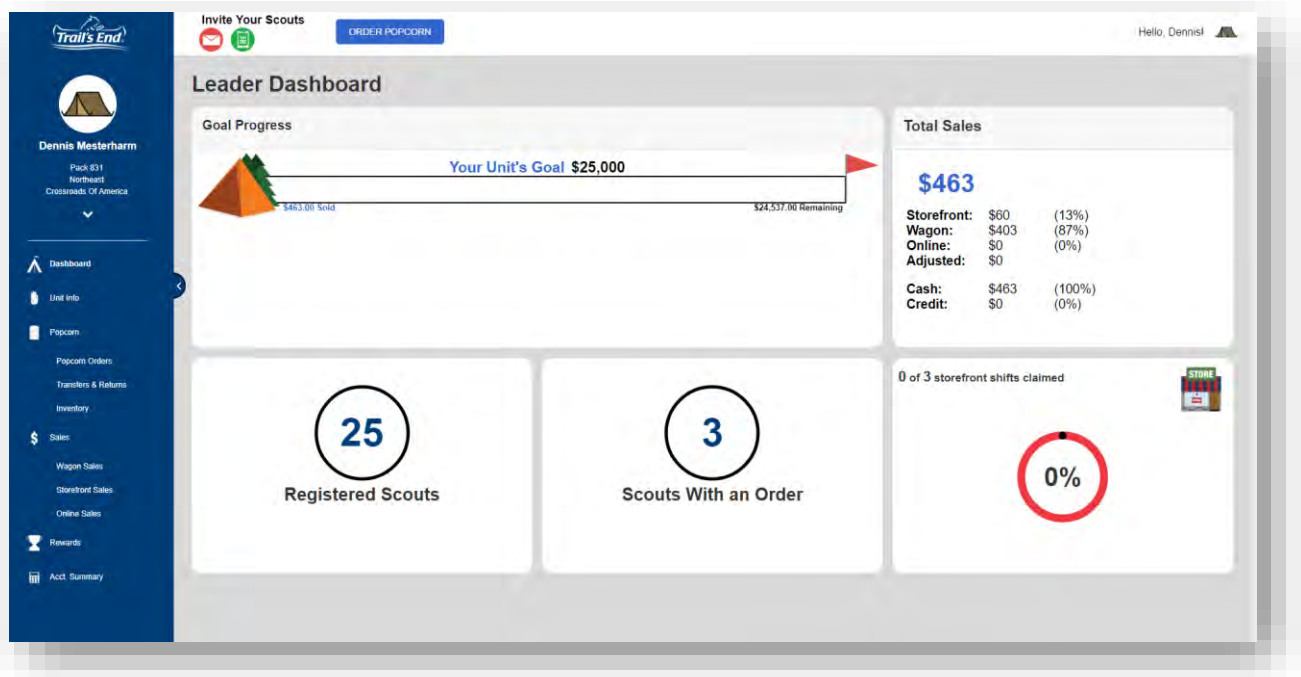 Trail's End
Invite Your Scouts
ORDER POPCORN
Hello, Dennis!
Dennis Mesterharm
Pack 831
Northeast
Crossroads Of America
Dashboard
Unit Info
Popcorn
Popcorn Orders
Transfers & Returns
Inventory
$ Sales
Wagon Sales
Storefront Sales
Online Sales
Rewards
Acct. Summary
Leader Dashboard
Goal Progress
Your Unit's Goal $25,000
$463.00 Sold
$24,537.00 Remaining
Total Sales
$463
Storefront: $60 (13%)
Wagon: $403 (87%)
Online: $0 (0%)
Adjusted: $0
Cash: $463 (100%)
Credit: $0 (0%)
25
Registered Scouts
3
Scouts With an Order
0 of 3 storefront shifts claimed
STORE
0%